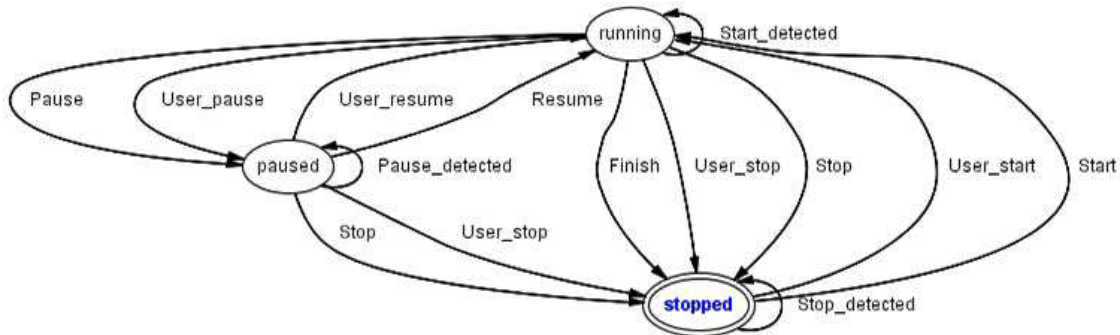 running
Start_detected
Pause
User_pause
User_resume
Resume
paused
Pause_detected
Finish
User_stop
Stop
User_start
Start
Stop
User_stop
stopped
Stop_detected